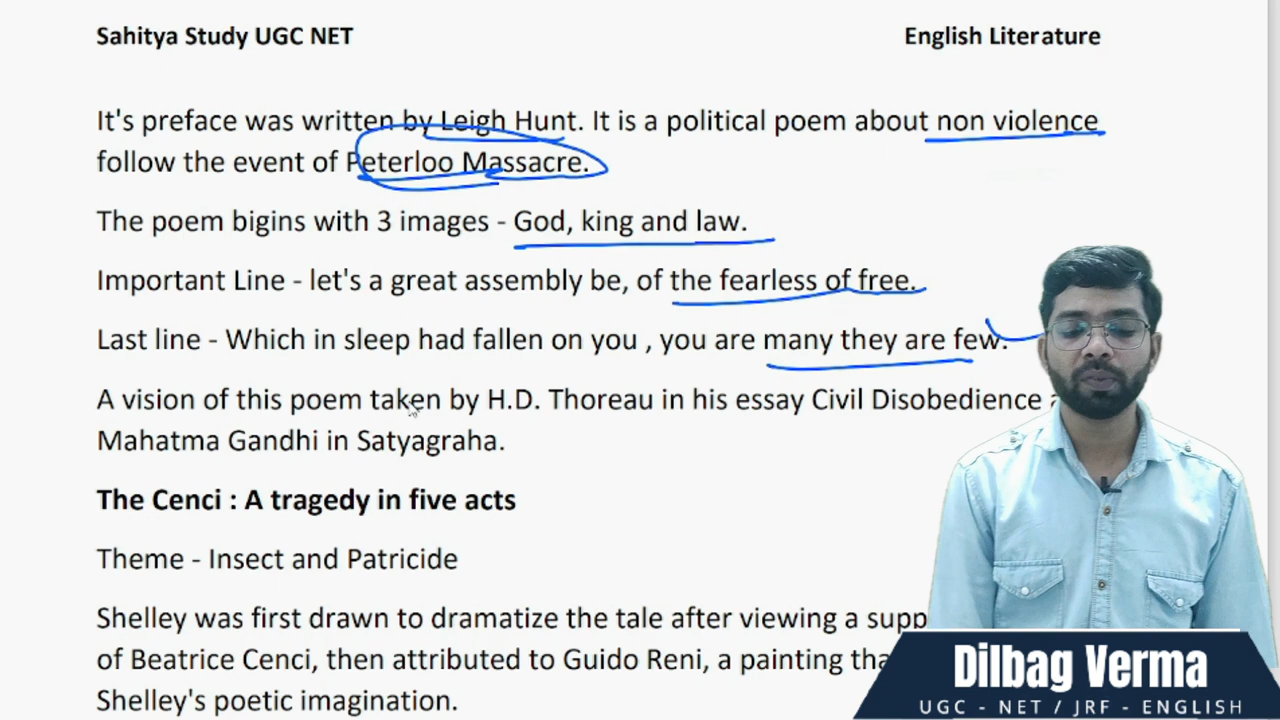 Sahitya Study UGC NET English Literature
It's preface was written by Leigh Hunt. It is a political poem about non violence
follow the event of Peterloo Massacre.
The poem bigins with 3 images - God, king and law.
Important Line - let's a great assembly be, of the fearless of free.
Last line - Which in sleep had fallen on you , you are many they are few.
A vision of this poem taken by H.D. Thoreau in his essay Civil Disobedience
Mahatma Gandhi in Satyagraha.
The Cenci : A tragedy in five acts
Theme - Insect and Patricide
Shelley was first drawn to dramatize the tale after viewing a
of Beatrice Cenci, then attributed to Guido Reni, a painting
Shelley's poetic imagination.
Dilbag Verma
UGC - NET / JRF - ENGLISH